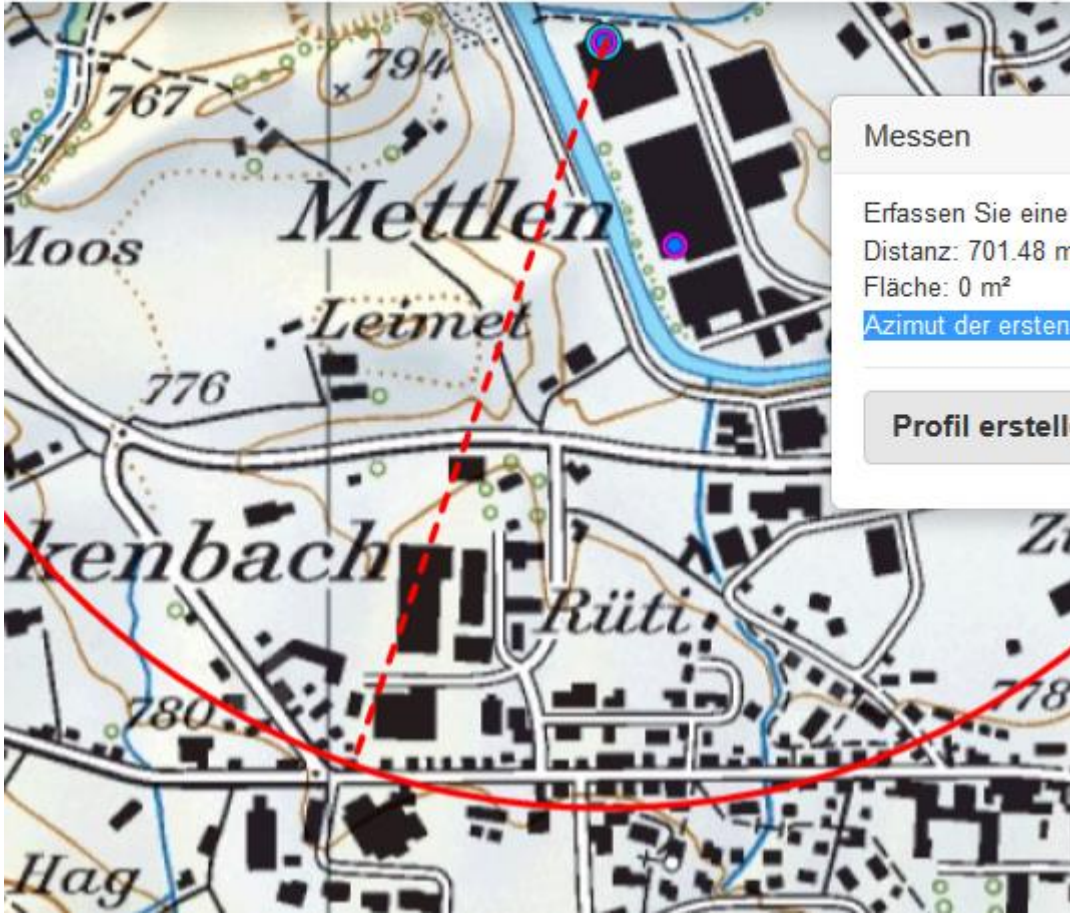 794
767
Mettlen
Moos
Leimet
776
kenbach
Rüti
780
778
Hag
Messen
Erfassen Sie eine
Distanz: 701.48 m
Fläche: 0 m²
Azimut der ersten
Profil erstell